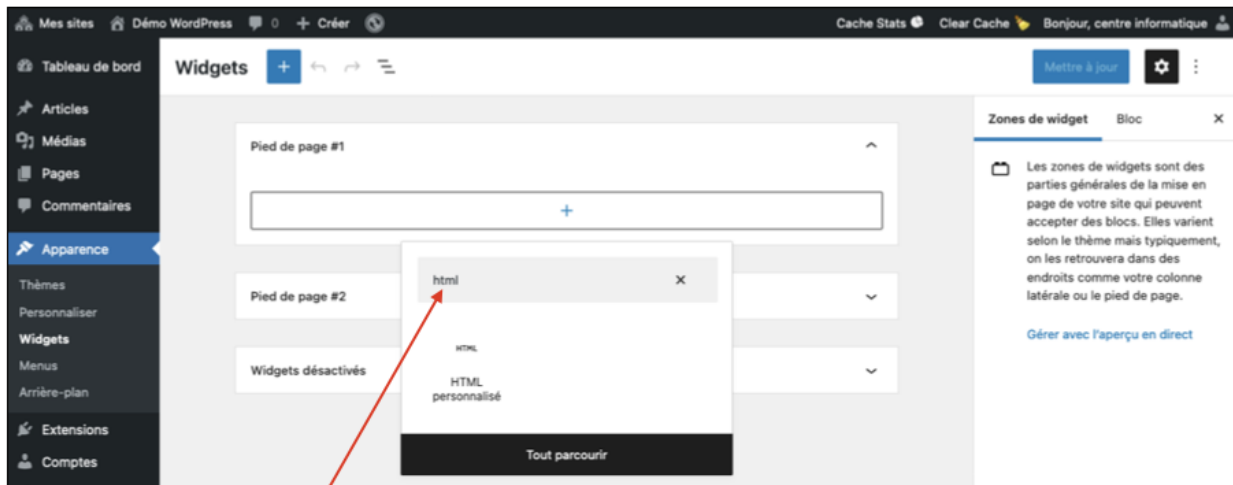 Mes sites Démo WordPress 0 + Créer Cache Stats Clear Cache Bonjour, centre informatique
Tableau de bord
Articles
Médias
Pages
Commentaires
Apparence
Thèmes
Personnaliser
Widgets
Menus
Arrière-plan
Extensions
Comptes
Widgets + Mettre à jour
Pied de page #1
+
html ×
HTML
HTML
personnalisé
Tout parcourir
Pied de page #2
Widgets désactivés
Zones de widget Bloc ×
Les zones de widgets sont des
parties générales de la mise en
page de votre site qui peuvent
accepter des blocs. Elles varient
selon le thème mais typiquement,
on les retrouvera dans des
endroits comme votre colonne
latérale ou le pied de page.
Gérer avec l'aperçu en direct